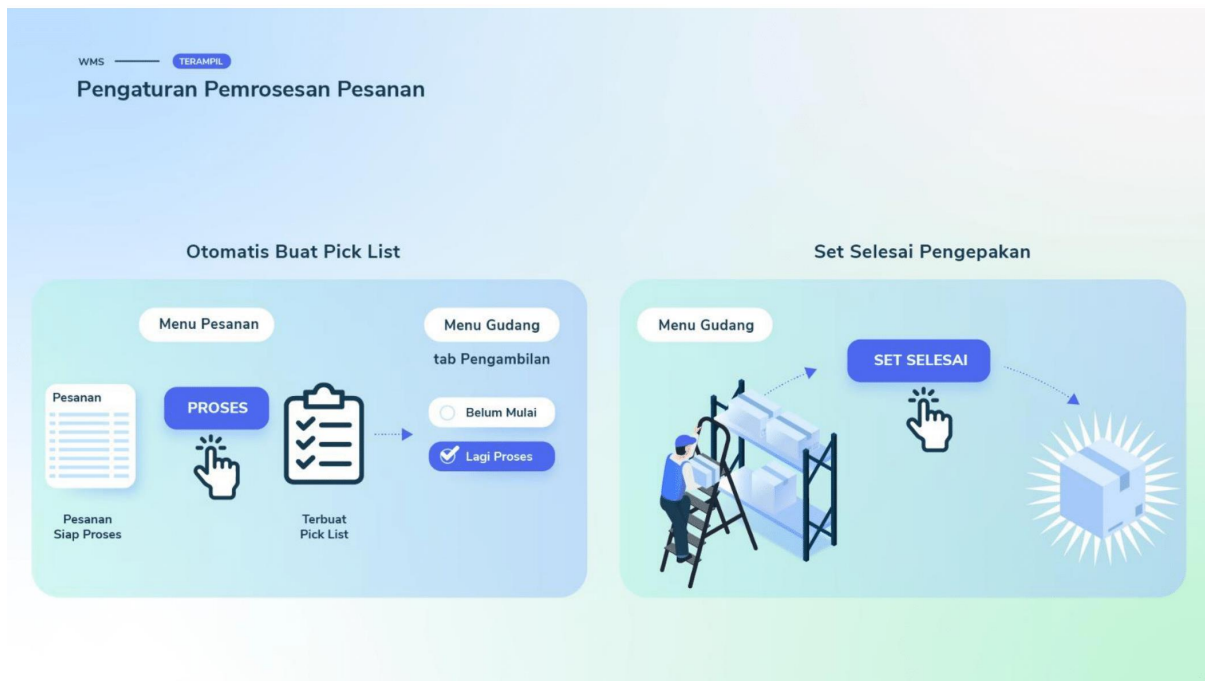 WMS
TERAMPIL
Pengaturan Pemrosesan Pesanan
Otomatis Buat Pick List
Menu Pesanan
Menu Gudang
tab Pengambilan
Pesanan
PROSES
Belum Mulai
Lagi Proses
Pesanan
Siap Proses
Terbuat
Pick List
Set Selesai Pengepakan
Menu Gudang
SET SELESAI